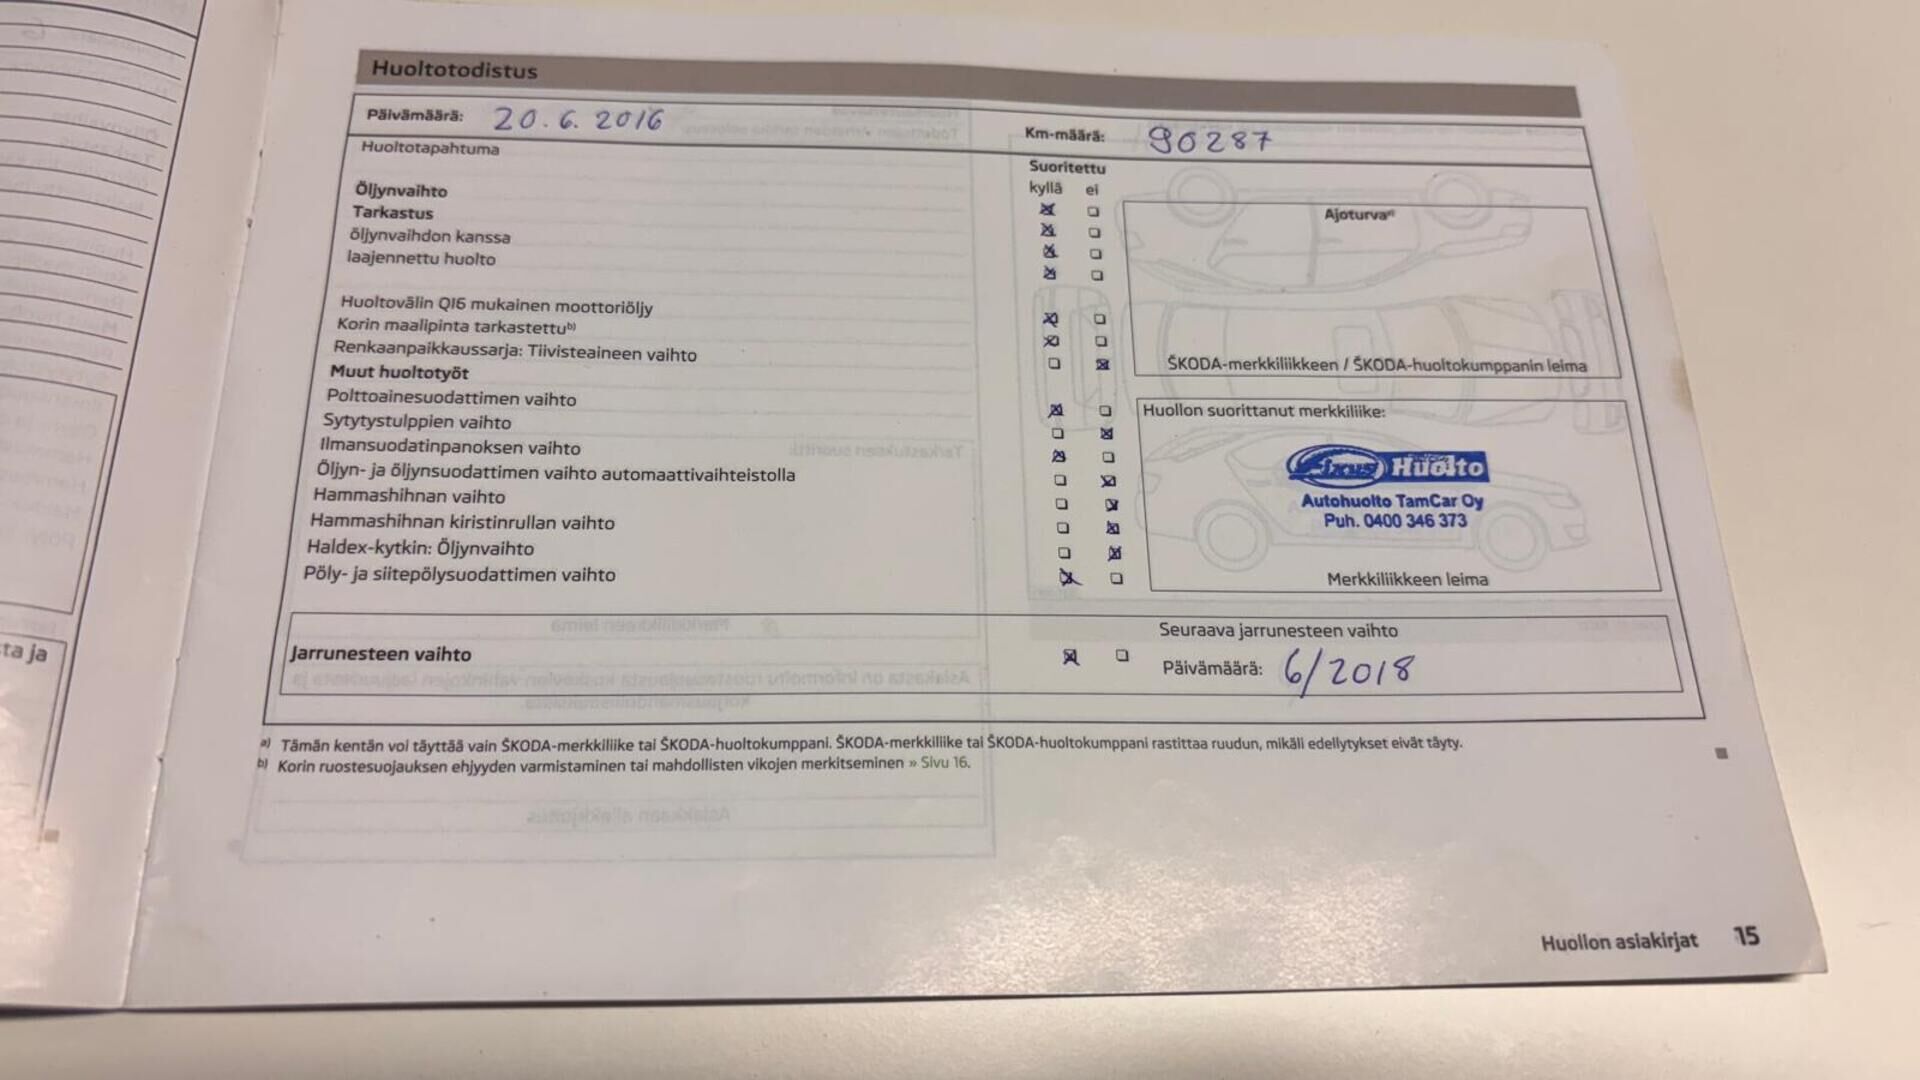 Huoltotodistus
Päivämäärä: 20.6.2016 Km-määrä: 90287
Huoltotapahtuma Suoritettu
kyllä ei
Öljynvaihto
Tarkastus
öljynvaihdon kanssa
laajennettu huolto
Ajoturva a)
ŠKODA-merkkiliikkeen / ŠKODA-huoltokumppanin leima
Huoltovälin QI6 mukainen moottoriöljy
Korin maalipinta tarkastettu b)
Renkaanpaikkaussarja: Tiivisteaineen vaihto
Muut huoltotyöt
Polttoainesuodattimen vaihto
Sytytystulppien vaihto
Ilmansuodatinpanoksen vaihto
Öljyn- ja öljynsuodattimen vaihto automaattivaihteistolla
Hammashihnan vaihto
Hammashihnan kiristinrullan vaihto
Haldex-kytkin: Öljynvaihto
Pöly- ja siitepölysuodattimen vaihto
Huollon suorittanut merkkiliike:
Fixus Huolto
Autohuolto TamCar Oy
Puh. 0400 346 373
Merkkiliikkeen leima
Jarrunesteen vaihto
Seuraava jarrunesteen vaihto
Päivämäärä: 6/2018
a) Tämän kentän voi täyttää vain ŠKODA-merkkiliike tai ŠKODA-huoltokumppani. ŠKODA-merkkiliike tai ŠKODA-huoltokumppani rastittaa ruudun, mikäli edellytykset eivät täyty.
b) Korin ruostesuojauksen ehjyyden varmistaminen tai mahdollisten vikojen merkitseminen » Sivu 16.
Huollon asiakirjat 15
ta ja